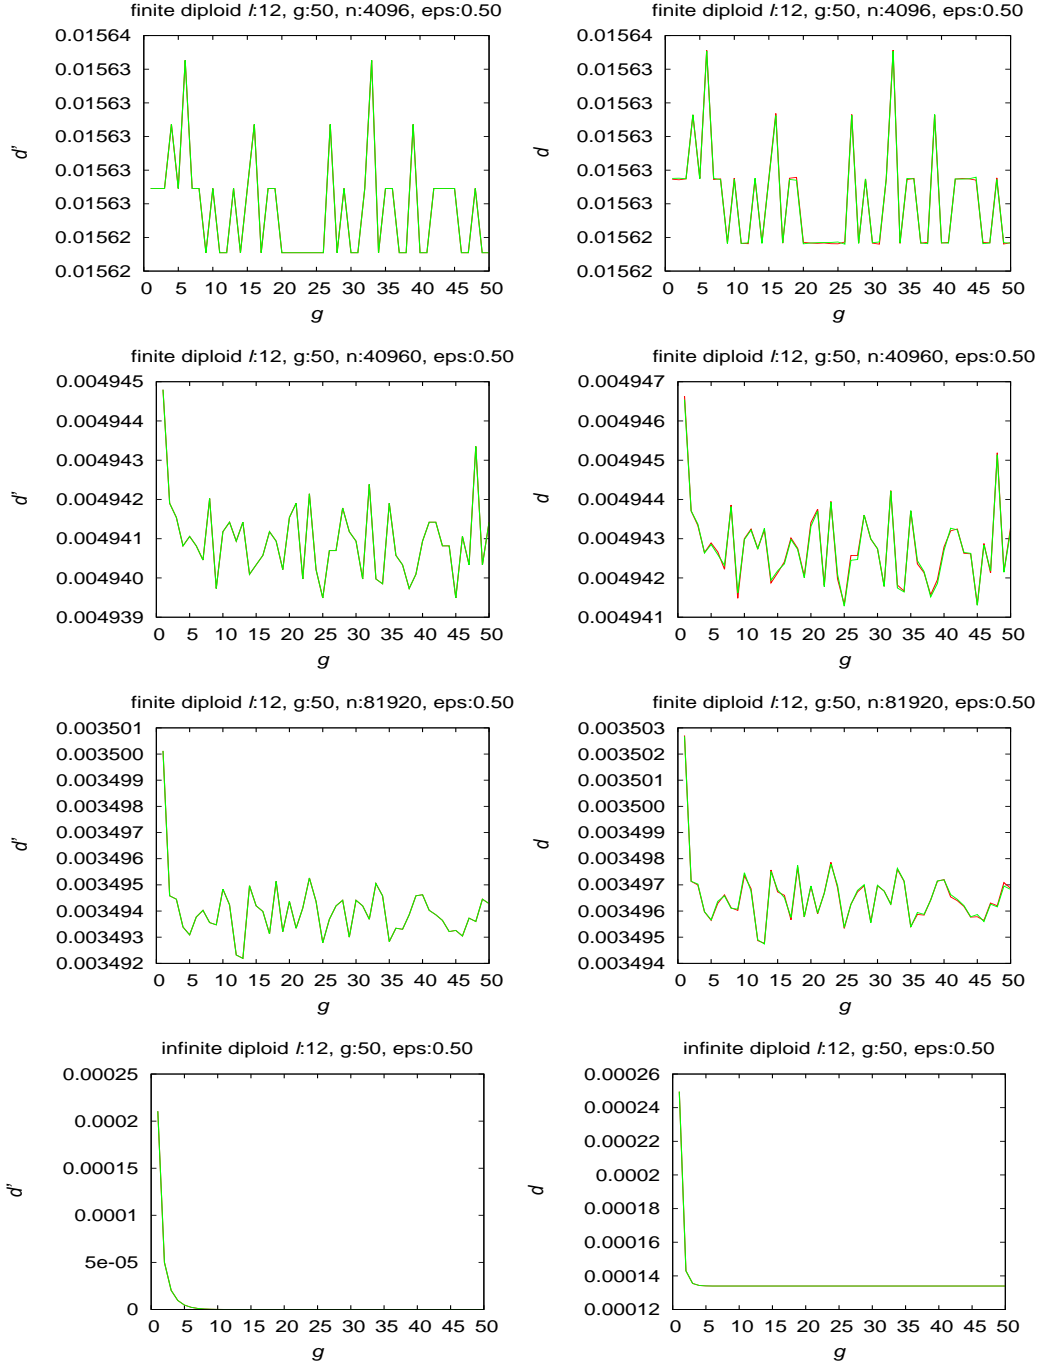 finite diploid l:12, g:50, n:4096, eps:0.50
0.01564
0.01563
0.01563
0.01563
0.01563
0.01563
0.01562
0.01562
d'
0 5 10 15 20 25 30 35 40 45 50
g
finite diploid l:12, g:50, n:4096, eps:0.50
0.01564
0.01563
0.01563
0.01563
0.01563
0.01563
0.01562
0.01562
d
0 5 10 15 20 25 30 35 40 45 50
g
finite diploid l:12, g:50, n:40960, eps:0.50
0.004945
0.004944
0.004943
0.004942
0.004941
0.004940
0.004939
d'
0 5 10 15 20 25 30 35 40 45 50
g
finite diploid l:12, g:50, n:40960, eps:0.50
0.004947
0.004946
0.004945
0.004944
0.004943
0.004942
0.004941
d
0 5 10 15 20 25 30 35 40 45 50
g
finite diploid l:12, g:50, n:81920, eps:0.50
0.003501
0.003500
0.003499
0.003498
0.003497
0.003496
0.003495
0.003494
0.003493
0.003492
d'
0 5 10 15 20 25 30 35 40 45 50
g
finite diploid l:12, g:50, n:81920, eps:0.50
0.003503
0.003502
0.003501
0.003500
0.003499
0.003498
0.003497
0.003496
0.003495
0.003494
d
0 5 10 15 20 25 30 35 40 45 50
g
infinite diploid l:12, g:50, eps:0.50
0.00025
0.0002
0.00015
0.0001
5e-05
0
d'
0 5 10 15 20 25 30 35 40 45 50
g
infinite diploid l:12, g:50, eps:0.50
0.00026
0.00024
0.00022
0.0002
0.00018
0.00016
0.00014
0.00012
d
0 5 10 15 20 25 30 35 40 45 50
g